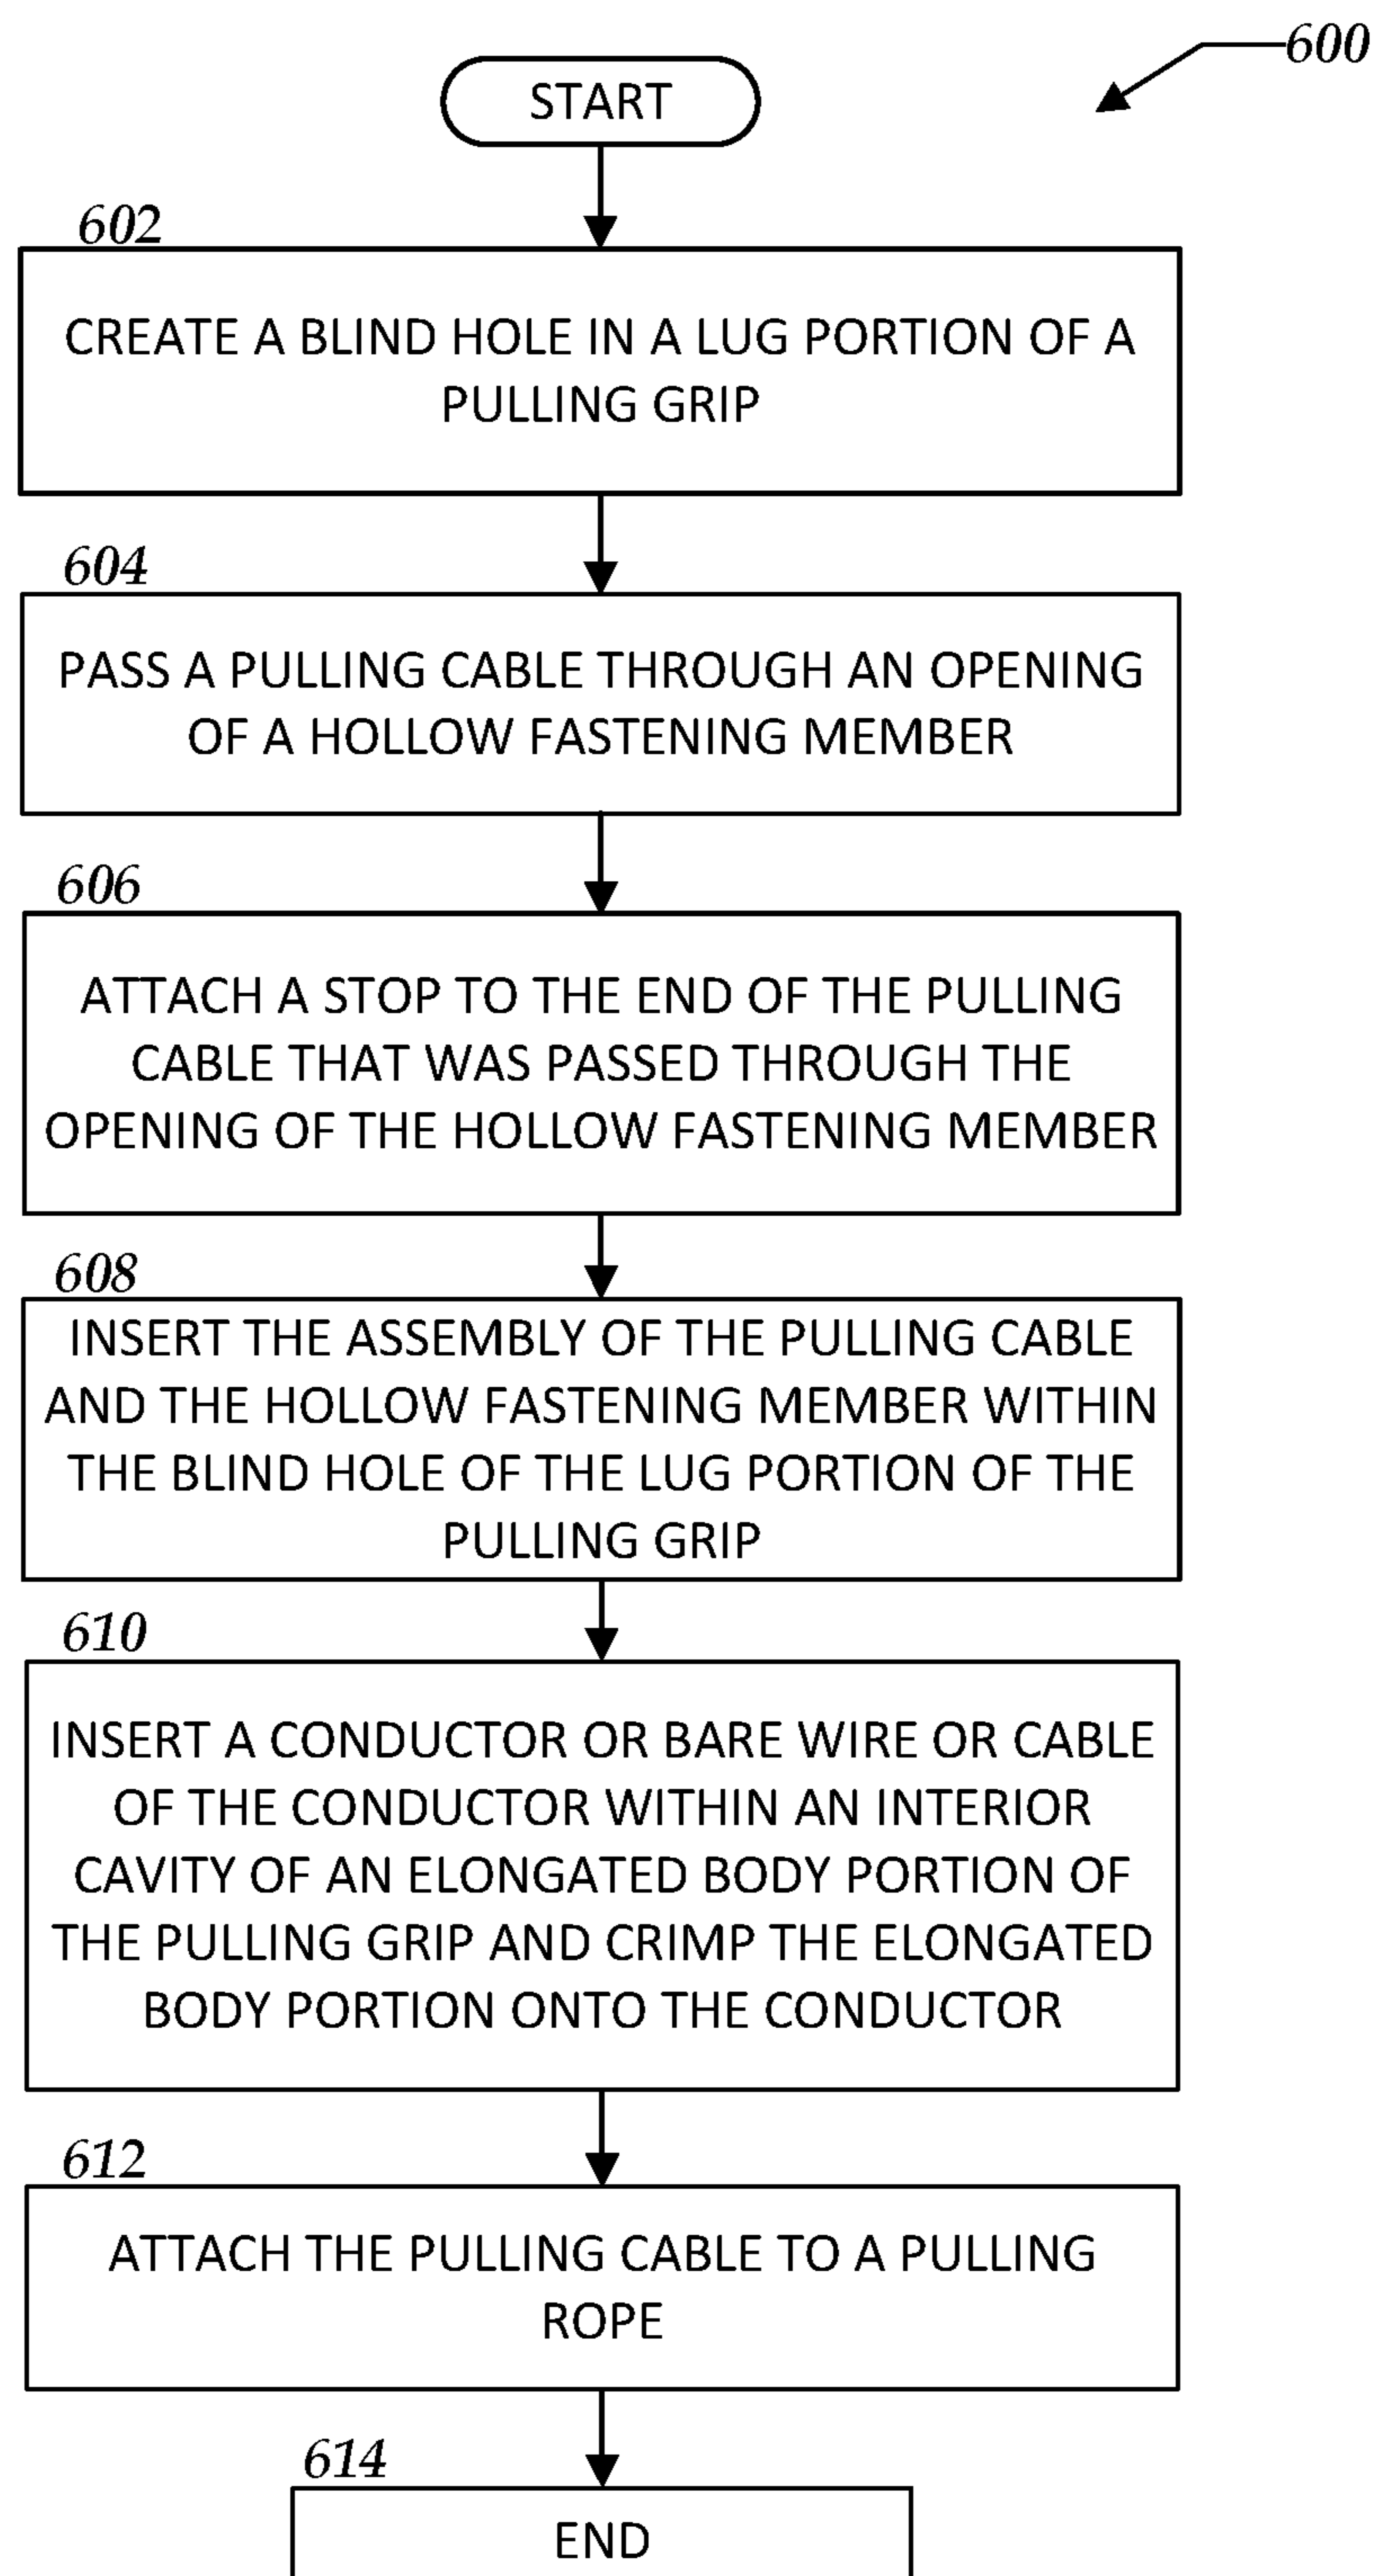 600
START
602
CREATE A BLIND HOLE IN A LUG PORTION OF A
PULLING GRIP
604
PASS A PULLING CABLE THROUGH AN OPENING
OF A HOLLOW FASTENING MEMBER
606
ATTACH A STOP TO THE END OF THE PULLING
CABLE THAT WAS PASSED THROUGH THE
OPENING OF THE HOLLOW FASTENING MEMBER
608
INSERT THE ASSEMBLY OF THE PULLING CABLE
AND THE HOLLOW FASTENING MEMBER WITHIN
THE BLIND HOLE OF THE LUG PORTION OF THE
PULLING GRIP
610
INSERT A CONDUCTOR OR BARE WIRE OR CABLE
OF THE CONDUCTOR WITHIN AN INTERIOR
CAVITY OF AN ELONGATED BODY PORTION OF
THE PULLING GRIP AND CRIMP THE ELONGATED
BODY PORTION ONTO THE CONDUCTOR
612
ATTACH THE PULLING CABLE TO A PULLING
ROPE
614
END